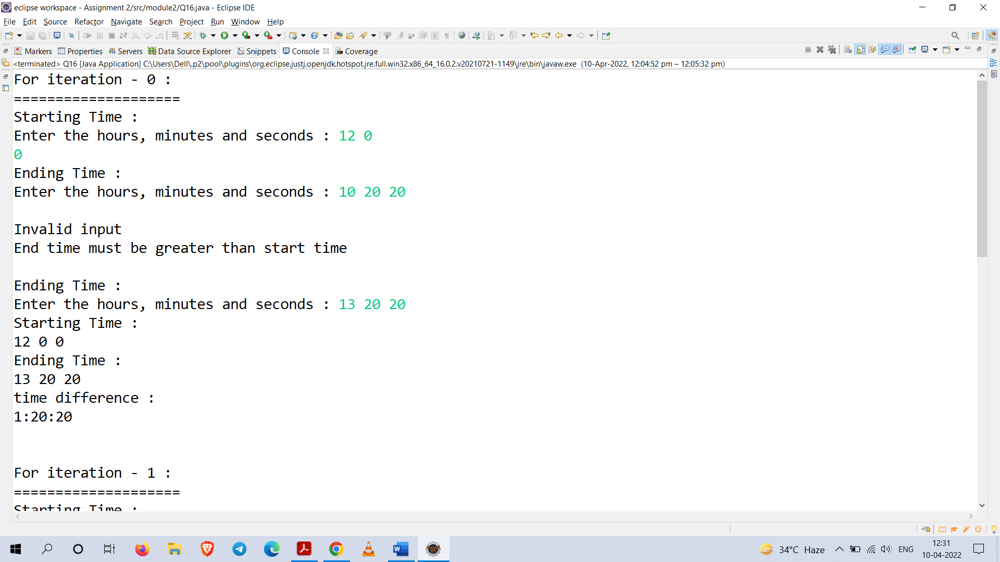 eclipse workspace - Assignment 2/src/module2/Q16.java - Eclipse IDE
File Edit Source Refactor Navigate Search Project Run Window Help
Markers Properties Servers Data Source Explorer Snippets Console Coverage
<terminated> Q16 [Java Application] C:\Users\Dell\.p2\pool\plugins\org.eclipse.justj.openjdk.hotspot.jre.full.win32.x86_64_16.0.2.v20210721-1149\jre\bin\javaw.exe (10-Apr-2022, 12:04:52 pm – 12:05:32 pm)
For iteration - 0 :
====================
Starting Time :
Enter the hours, minutes and seconds : 12 0
0
Ending Time :
Enter the hours, minutes and seconds : 10 20 20
Invalid input
End time must be greater than start time
Ending Time :
Enter the hours, minutes and seconds : 13 20 20
Starting Time :
12 0 0
Ending Time :
13 20 20
time difference :
1:20:20
For iteration - 1 :
====================
Starting Time :
34°C Haze ENG 12:31
10-04-2022